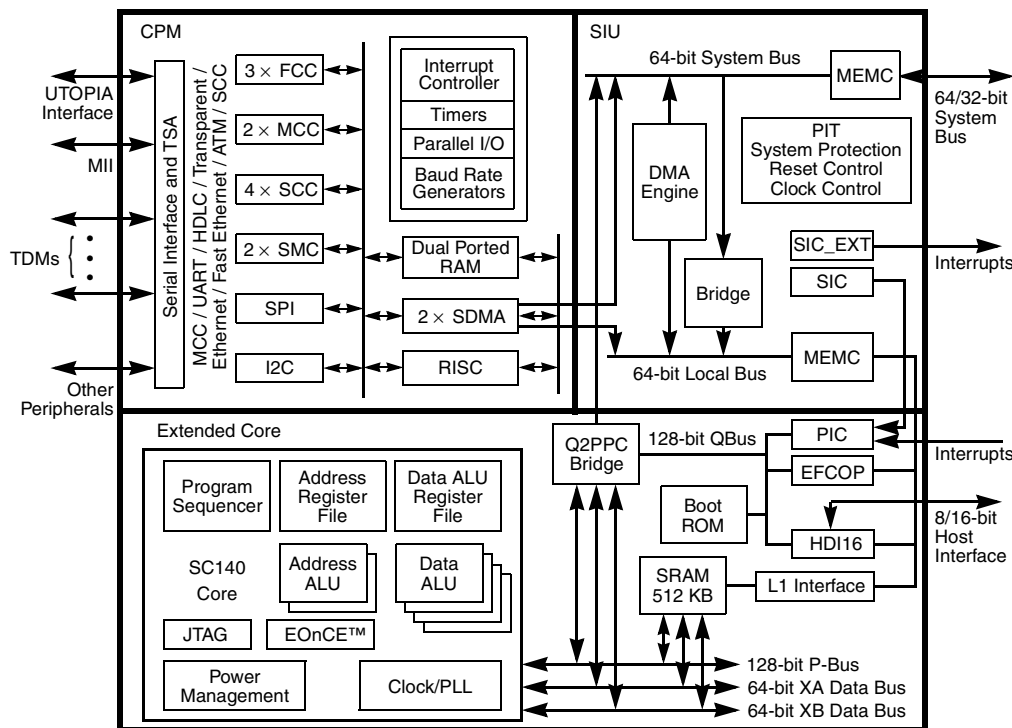 CPM
SIU
UTOPIA
Interface
MII
TDMs
Other
Peripherals
Serial Interface and TSA
MCC / UART / HDLC / Transparent /
Ethernet / Fast Ethernet / ATM / SCC
3 × FCC
2 × MCC
4 × SCC
2 × SMC
SPI
I2C
Interrupt
Controller
Timers
Parallel I/O
Baud Rate
Generators
Dual Ported
RAM
2 × SDMA
RISC
64-bit System Bus
MEMC
64/32-bit
System
Bus
DMA
Engine
PIT
System Protection
Reset Control
Clock Control
SIC_EXT
Interrupts
SIC
Bridge
64-bit Local Bus
MEMC
Extended Core
Program
Sequencer
Address
Register
File
Data ALU
Register
File
SC140
Core
Address
ALU
Data
ALU
JTAG
EOnCE™
Power
Management
Clock/PLL
Q2PPC
Bridge
128-bit QBus
PIC
Interrupts
EFCOP
Boot
ROM
HDI16
8/16-bit
Host
Interface
SRAM
512 KB
L1 Interface
128-bit P-Bus
64-bit XA Data Bus
64-bit XB Data Bus